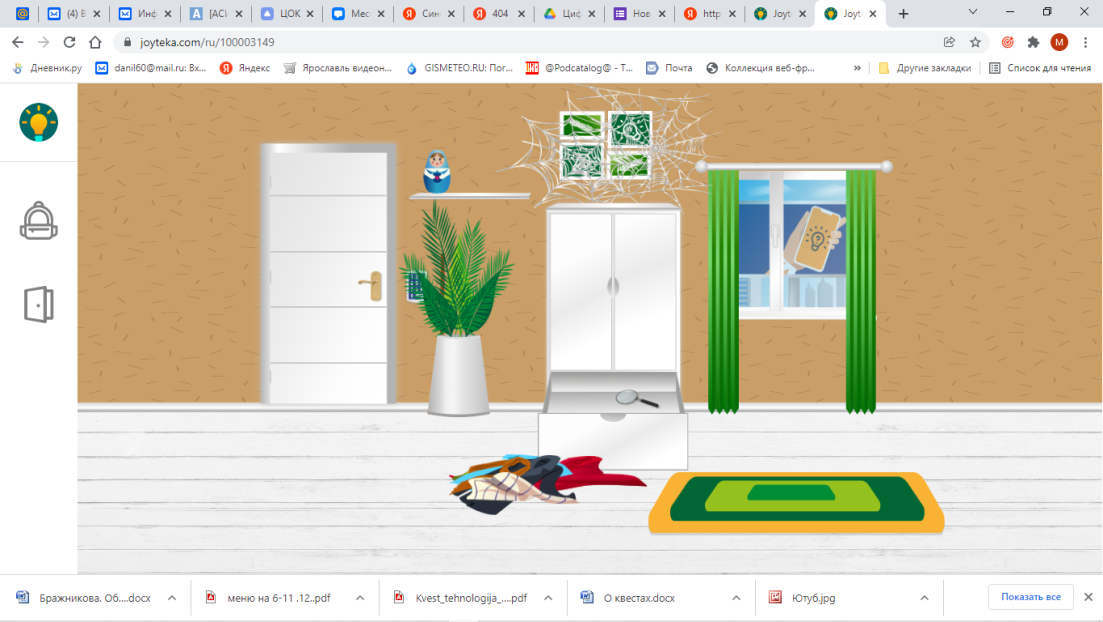 (4) В
Инф
[АСІ
ЦОК
Мес
Син
404
Циф
Нов
http
Joyt
Joyt
joyteka.com/ru/100003149
M
Дневник.ру
danil60@mail.ru: Вх...
Яндекс
Ярославль видеон...
GISMETEO.RU: Пог...
@Podcatalog@ - T...
Почта
Коллекция веб-фр...
»
Другие закладки
Список для чтения
Бражникова. Об....docx
меню на 6-11 .12..pdf
Kvest_tehnologija_....pdf
О квестах.docx
Ютуб.jpg
Показать все